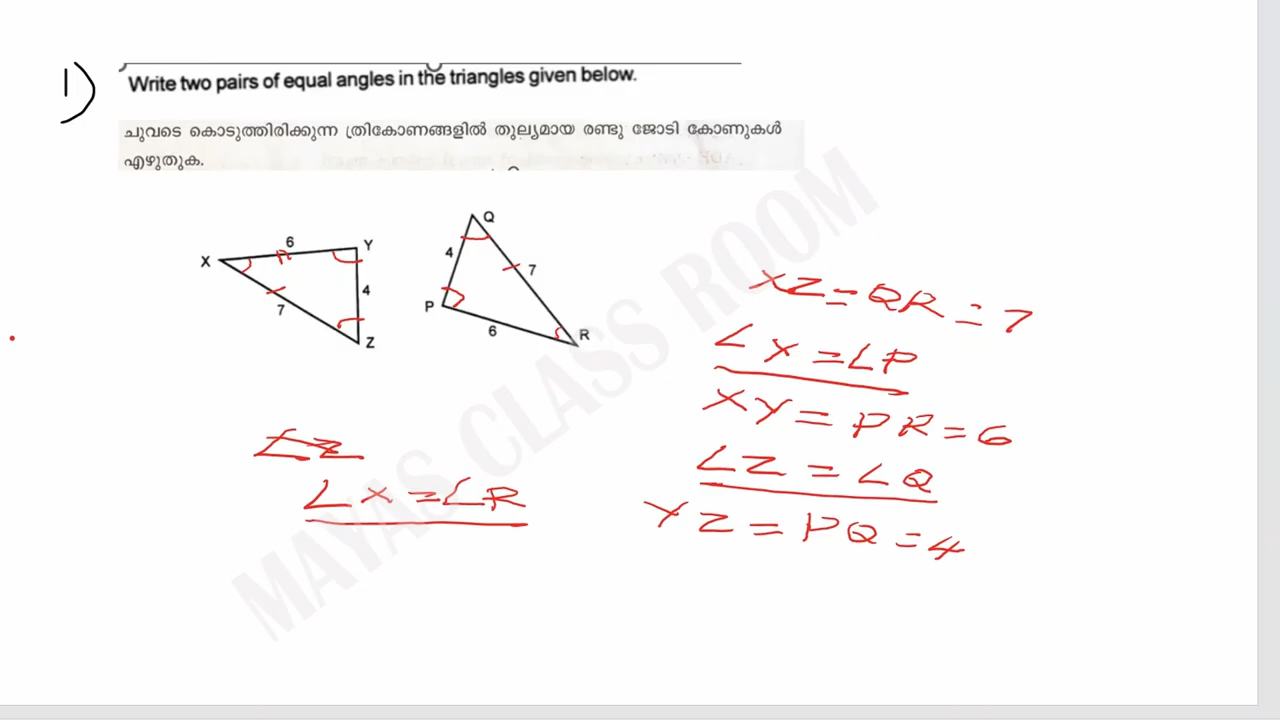 1)
Write two pairs of equal angles in the triangles given below.
ചുവടെ കൊടുത്തിരിക്കുന്ന ത്രികോണങ്ങളിൽ തുല്യമായ രണ്ടു ജോടി കോണുകൾ
എഴുതുക.
X 6 Y 4 Z 7
Q 4 7 P 6 R
XZ = QR = 7
∠X = ∠P
XY = PR = 6
∠Z = ∠Q
YZ = PQ = 4
∠Z
∠X = ∠R
MAYAS CLASS ROOM